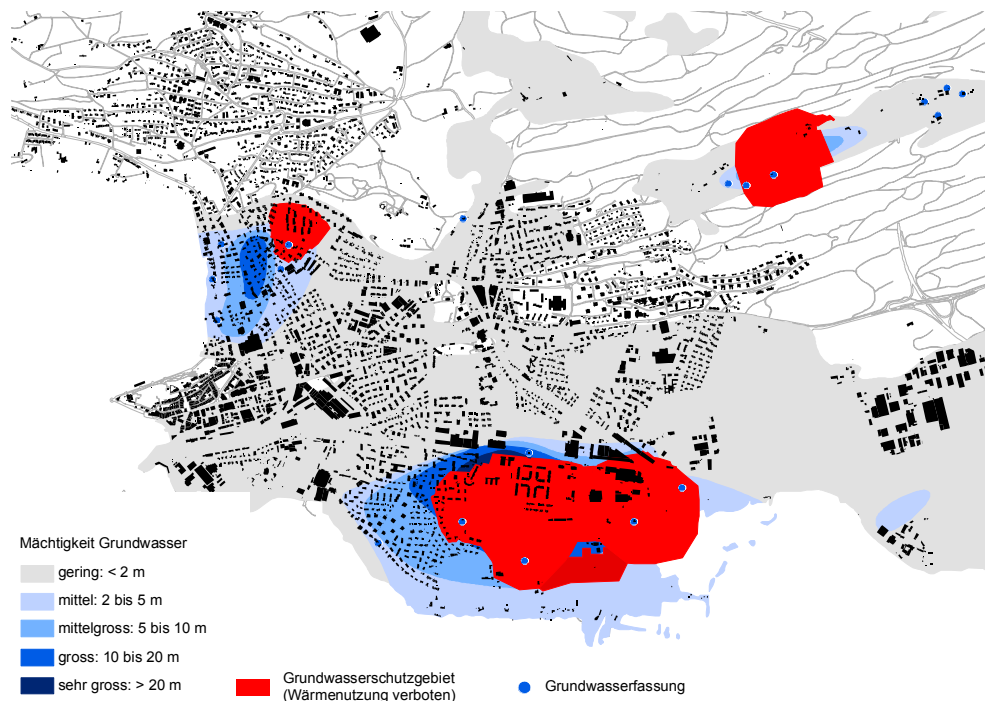 Mächtigkeit Grundwasser
gering: < 2 m
mittel: 2 bis 5 m
mittelgross: 5 bis 10 m
gross: 10 bis 20 m
sehr gross: > 20 m
Grundwasserschutzgebiet
(Wärmenutzung verboten)
Grundwasserfassung